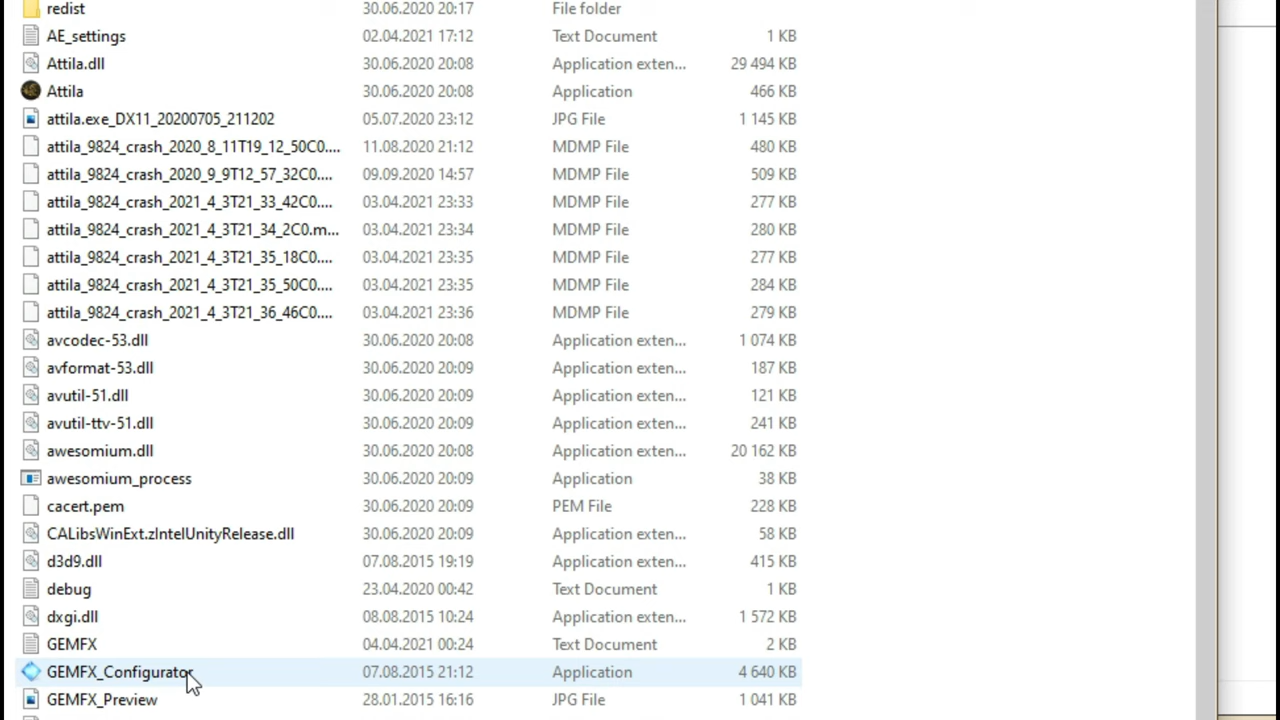 redist 30.06.2020 20:17 File folder
AE_settings 02.04.2021 17:12 Text Document 1 KB
Attila.dll 30.06.2020 20:08 Application exten... 29 494 KB
Attila 30.06.2020 20:08 Application 466 KB
attila.exe_DX11_20200705_211202 05.07.2020 23:12 JPG File 1 145 KB
attila_9824_crash_2020_8_11T19_12_50C0.... 11.08.2020 21:12 MDMP File 480 KB
attila_9824_crash_2020_9_9T12_57_32C0.... 09.09.2020 14:57 MDMP File 509 KB
attila_9824_crash_2021_4_3T21_33_42C0.... 03.04.2021 23:33 MDMP File 277 KB
attila_9824_crash_2021_4_3T21_34_2C0.m... 03.04.2021 23:34 MDMP File 280 KB
attila_9824_crash_2021_4_3T21_35_18C0.... 03.04.2021 23:35 MDMP File 277 KB
attila_9824_crash_2021_4_3T21_35_50C0.... 03.04.2021 23:35 MDMP File 284 KB
attila_9824_crash_2021_4_3T21_36_46C0.... 03.04.2021 23:36 MDMP File 279 KB
avcodec-53.dll 30.06.2020 20:08 Application exten... 1 074 KB
avformat-53.dll 30.06.2020 20:09 Application exten... 187 KB
avutil-51.dll 30.06.2020 20:09 Application exten... 121 KB
avutil-ttv-51.dll 30.06.2020 20:09 Application exten... 241 KB
awesomium.dll 30.06.2020 20:08 Application exten... 20 162 KB
awesomium_process 30.06.2020 20:09 Application 38 KB
cacert.pem 30.06.2020 20:09 PEM File 228 KB
CALibsWinExt.zIntelUnityRelease.dll 30.06.2020 20:09 Application exten... 58 KB
d3d9.dll 07.08.2015 19:19 Application exten... 415 KB
debug 23.04.2020 00:42 Text Document 1 KB
dxgi.dll 08.08.2015 10:24 Application exten... 1 572 KB
GEMFX 04.04.2021 00:24 Text Document 2 KB
GEMFX_Configurator 07.08.2015 21:12 Application 4 640 KB
GEMFX_Preview 28.01.2015 16:16 JPG File 1 041 KB